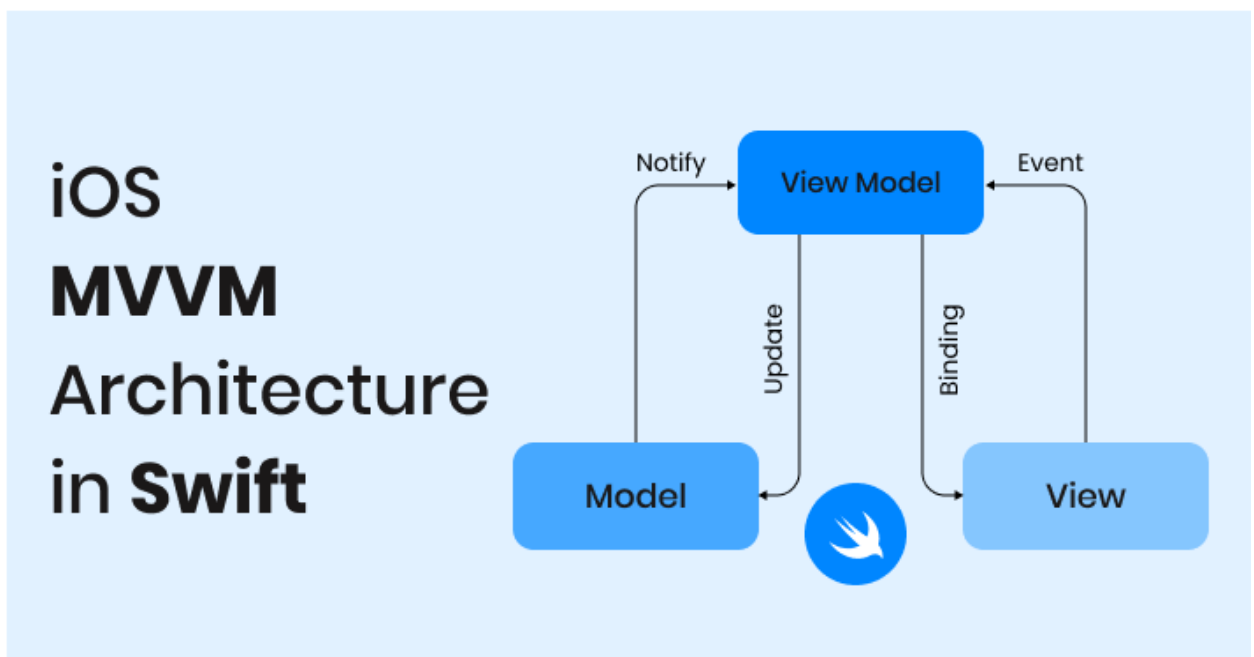 iOS
MVVM
Architecture
in Swift
Notify
View Model
Event
Update
Binding
Model
View